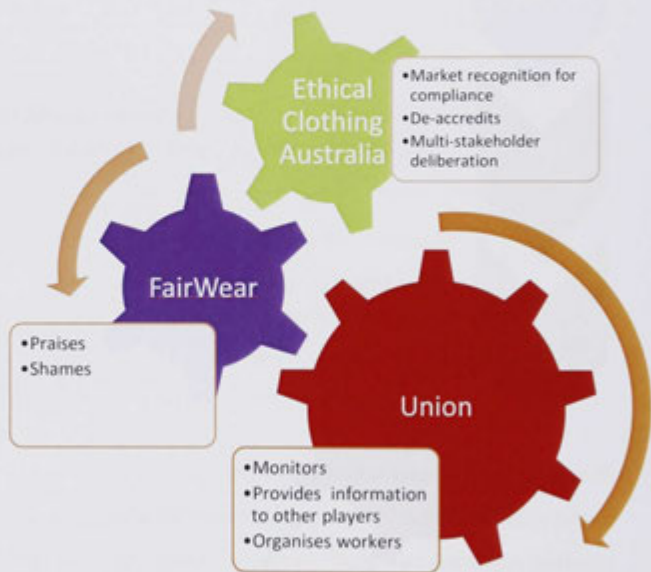 Ethical
Clothing
Australia
•Market recognition for
compliance
•De-accredits
•Multi-stakeholder
deliberation
FairWear
•Praises
•Shames
Union
•Monitors
•Provides information
to other players
•Organises workers